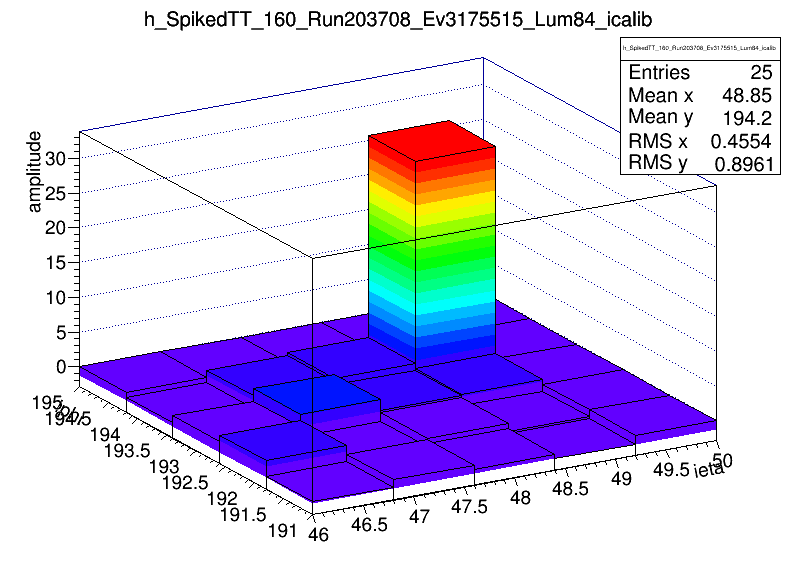 h_SpikedTT_160_Run203708_Ev3175515_Lum84_icalib
h_SpikedTT_160_Run203708_Ev3175515_Lum84_icalib
Entries 25
Mean x 48.85
Mean y 194.2
RMS x 0.4554
RMS y 0.8961
amplitude
30
25
20
15
10
5
0
195
194.5
194
193.5
193
192.5
192
191.5
191
46
46.5
47
47.5
48
48.5
49
49.5
50
ieta